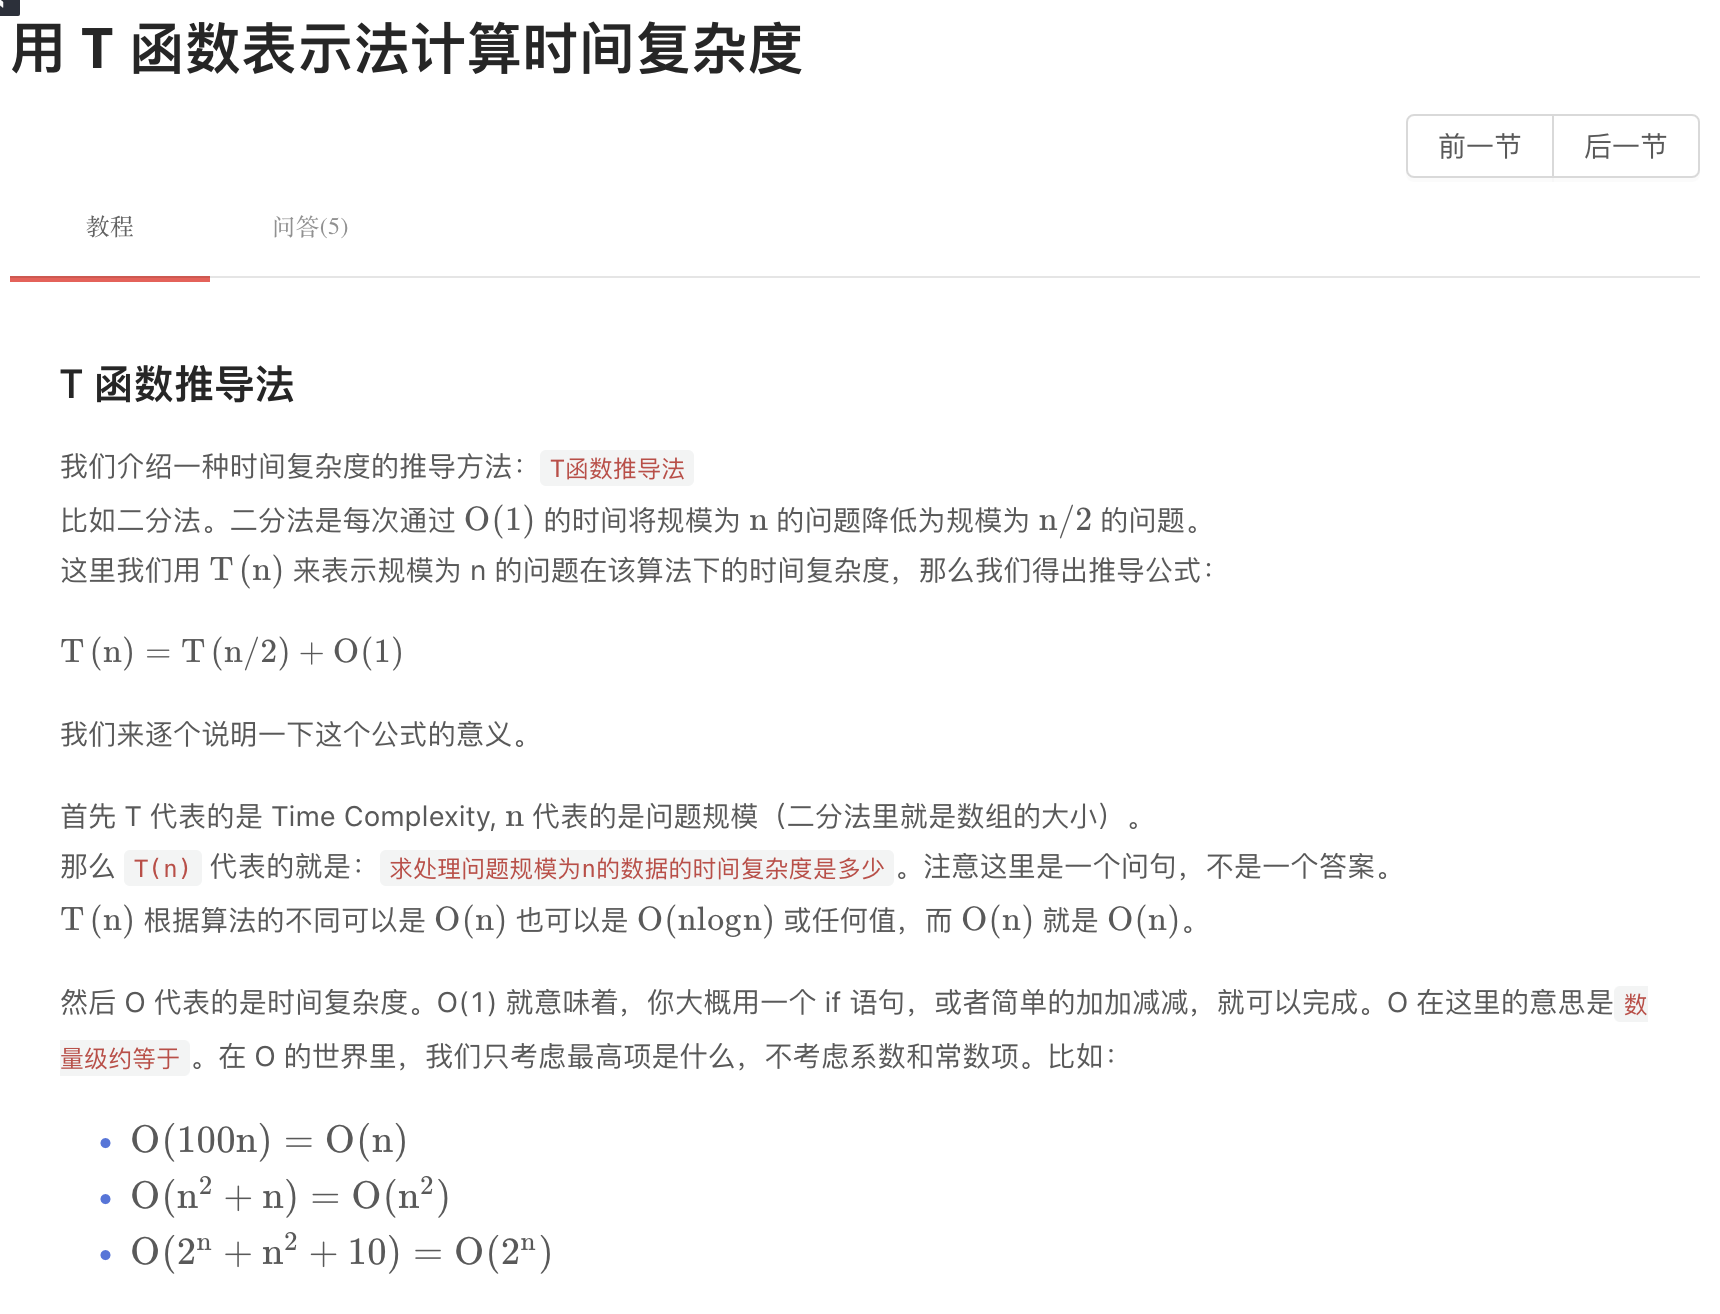 用 T 函数表示法计算时间复杂度
前一节 后一节
教程 问答(5)
T 函数推导法
我们介绍一种时间复杂度的推导方法： T函数推导法
比如二分法。二分法是每次通过 O(1) 的时间将规模为 n 的问题降低为规模为 n/2 的问题。
这里我们用 T (n) 来表示规模为 n 的问题在该算法下的时间复杂度，那么我们得出推导公式：
T (n) = T (n/2) + O(1)
我们来逐个说明一下这个公式的意义。
首先 T 代表的是 Time Complexity, n 代表的是问题规模（二分法里就是数组的大小）。
那么 T(n) 代表的就是： 求处理问题规模为n的数据的时间复杂度是多少 。注意这里是一个问句，不是一个答案。
T (n) 根据算法的不同可以是 O(n) 也可以是 O(nlogn) 或任何值，而 O(n) 就是 O(n)。
然后 O 代表的是时间复杂度。O(1) 就意味着，你大概用一个 if 语句，或者简单的加加减减，就可以完成。O 在这里的意思是 数
量级约等于 。在 O 的世界里，我们只考虑最高项是什么，不考虑系数和常数项。比如：
• O(100n) = O(n)
• O(n² + n) = O(n²)
• O(2ⁿ + n² + 10) = O(2ⁿ)